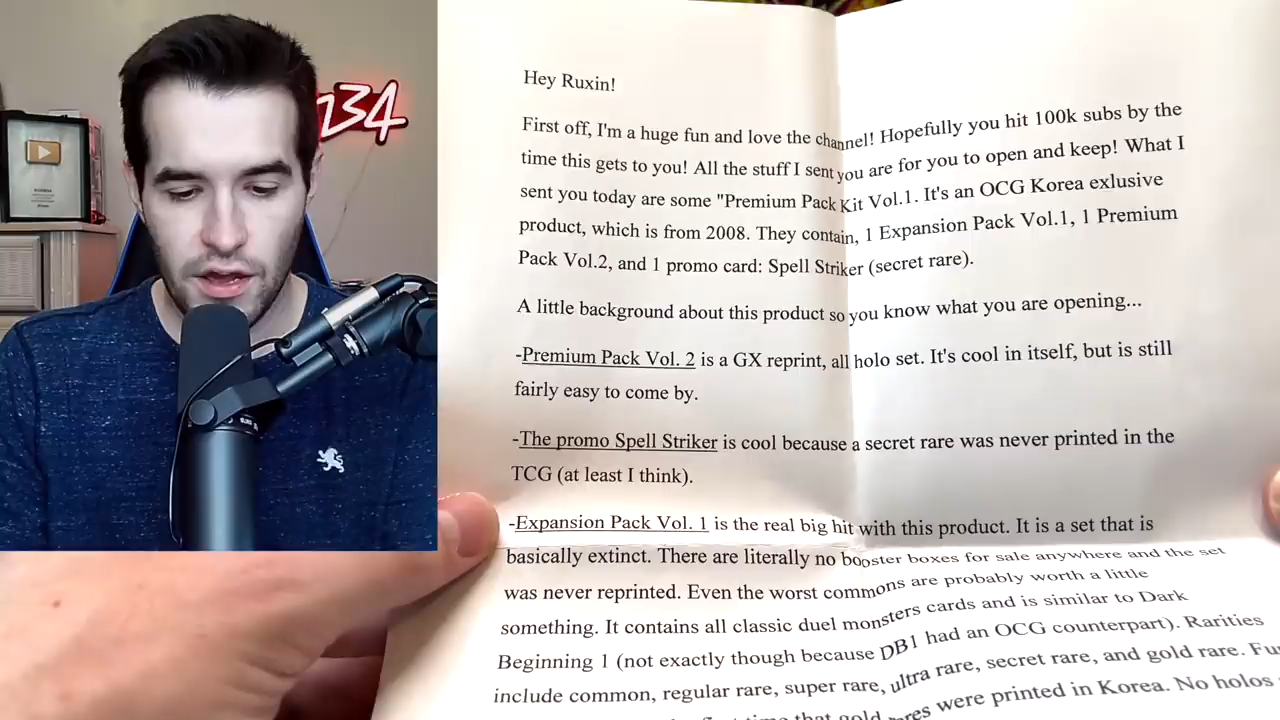 234
Hey Ruxin!
First off, I'm a huge fun and love the channel! Hopefully you hit 100k subs by the
time this gets to you! All the stuff I sent you are for you to open and keep! What I
sent you today are some "Premium Pack Kit Vol.1. It's an OCG Korea exlusive
product, which is from 2008. They contain, 1 Expansion Pack Vol.1, 1 Premium
Pack Vol.2, and 1 promo card: Spell Striker (secret rare).
A little background about this product so you know what you are opening...
-Premium Pack Vol. 2 is a GX reprint, all holo set. It's cool in itself, but is still
fairly easy to come by.
-The promo Spell Striker is cool because a secret rare was never printed in the
TCG (at least I think).
-Expansion Pack Vol. 1 is the real big hit with this product. It is a set that is
basically extinct. There are literally no booster boxes for sale anywhere and the set
was never reprinted. Even the worst commons are probably worth a little
something. It contains all classic duel monsters cards and is similar to Dark
Beginning 1 (not exactly though because DB1 had an OCG counterpart). Rarities
include common, regular rare, super rare, ultra rare, secret rare, and gold rare. Fu
time that gold rares were printed in Korea. No holos